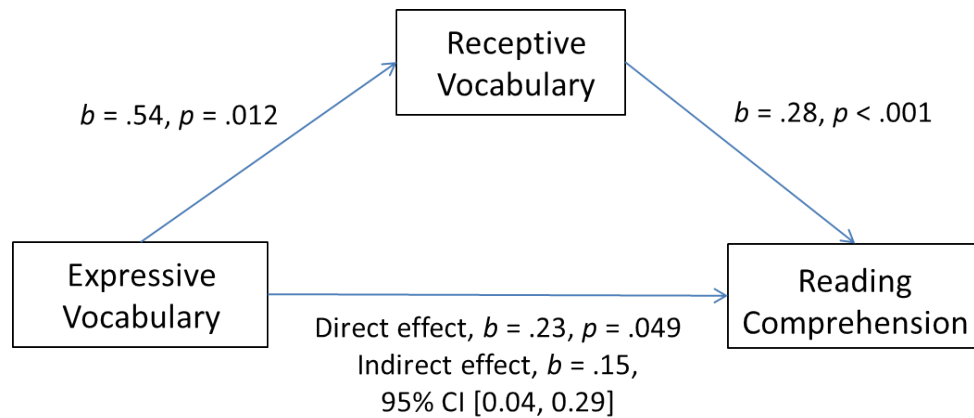 Receptive
Vocabulary
b = .54, p = .012
b = .28, p < .001
Expressive
Vocabulary
Reading
Comprehension
Direct effect, b = .23, p = .049
Indirect effect, b = .15,
95% CI [0.04, 0.29]